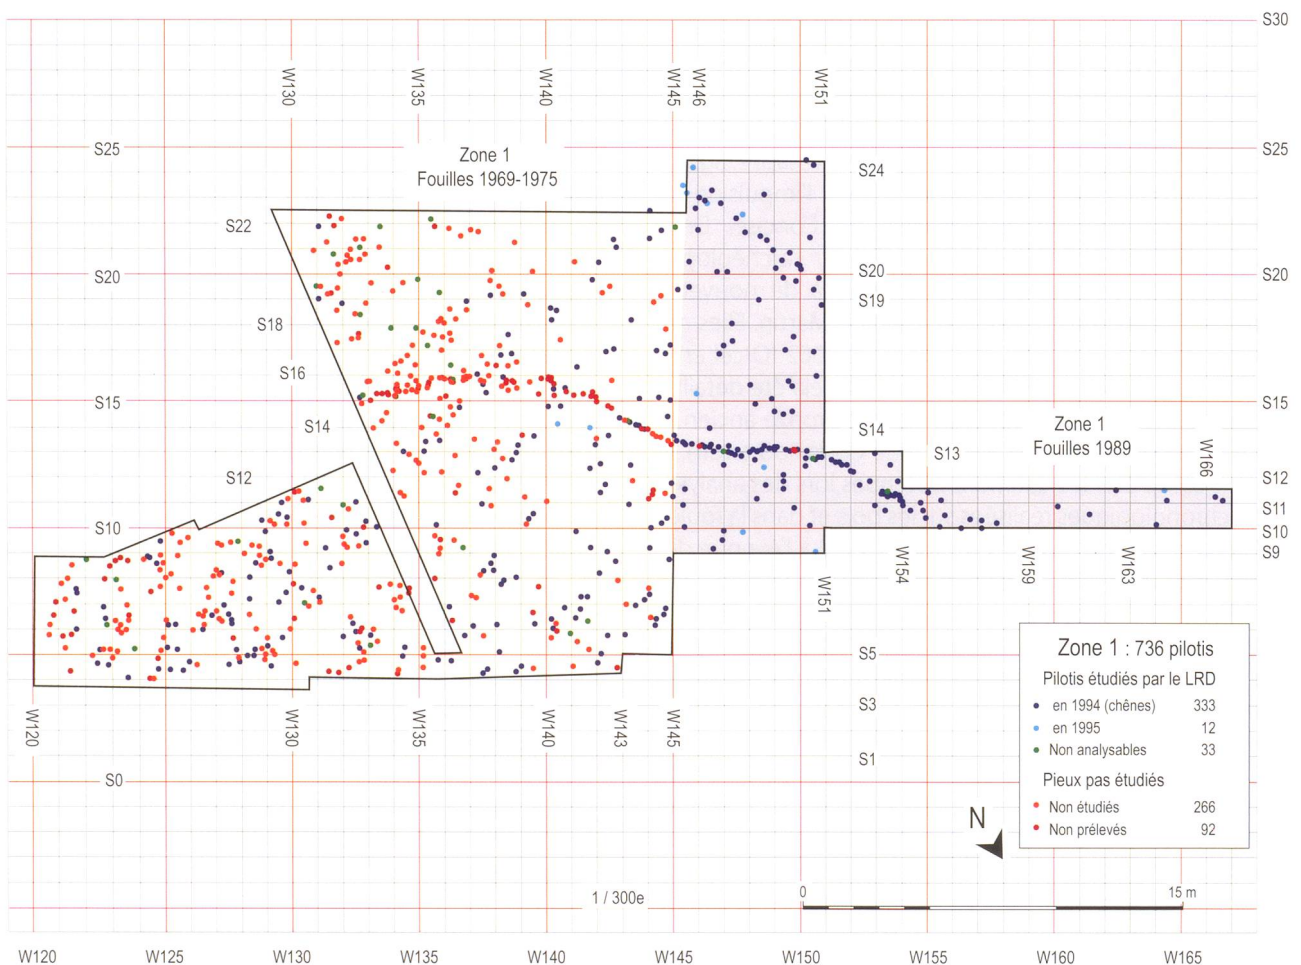 S30
W130
W135
W140
W145
W146
W151
S25
Zone 1
Fouilles 1969-1975
S25
S24
S22
S20
S20
S19
S18
S16
S15
S15
S14
S14
Zone 1
Fouilles 1989
W166
S13
S12
S12
S11
S10
S10
S9
W154
W159
W163
W151
S5
S3
S1
S0
W120
W130
W135
W140
W143
W145
Zone 1 : 736 pilotis
Pilotis étudiés par le LRD
en 1994 (chênes) 333
en 1995 12
Non analysables 33
Pieux pas étudiés
Non étudiés 266
Non prélevés 92
N
1 / 300e
0 15 m
W120 W125 W130 W135 W140 W145 W150 W155 W160 W165